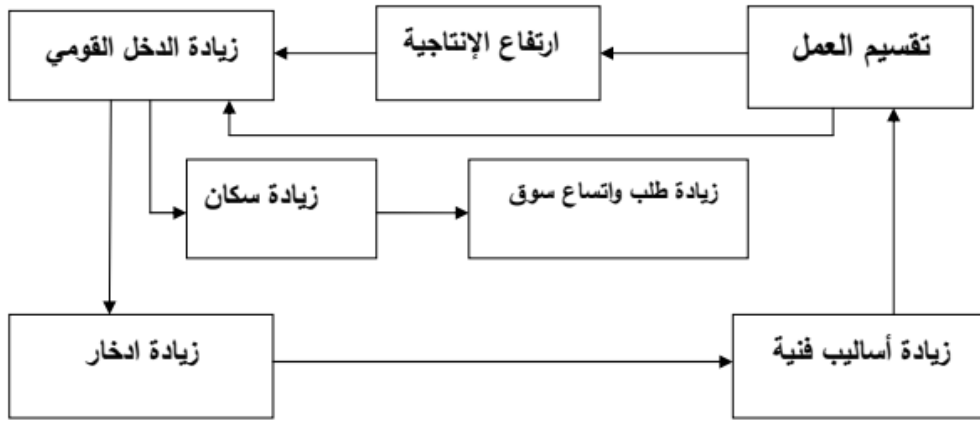 تقسيم العمل
ارتفاع الإنتاجية
زيادة الدخل القومي
زيادة سكان
زيادة طلب واتساع سوق
زيادة ادخار
زيادة أساليب فنية